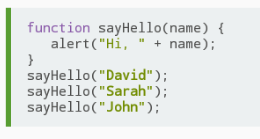 function sayHello(name) {
   alert("Hi, " + name);
}
sayHello("David");
sayHello("Sarah");
sayHello("John");